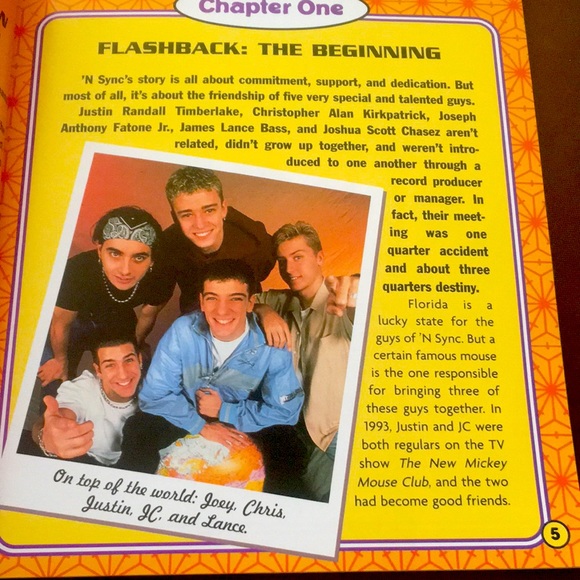 Chapter One
FLASHBACK: THE BEGINNING
'N Sync's story is all about commitment, support, and dedication. But
most of all, it's about the friendship of five very special and talented guys.
Justin Randall Timberlake, Christopher Alan Kirkpatrick, Joseph
Anthony Fatone Jr., James Lance Bass, and Joshua Scott Chasez aren't
related, didn't grow up together, and weren't intro-
duced to one another through a
record producer
or manager. In
fact, their meet-
ing was one
quarter accident
and about three
quarters destiny.
Florida is a
lucky state for the
guys of 'N Sync. But a
certain famous mouse
is the one responsible
for bringing three of
these guys together. In
1993, Justin and JC were
both regulars on the TV
show The New Mickey
Mouse Club, and the two
had become good friends.
On top of the world: Joey, Chris,
Justin, JC, and Lance.
5